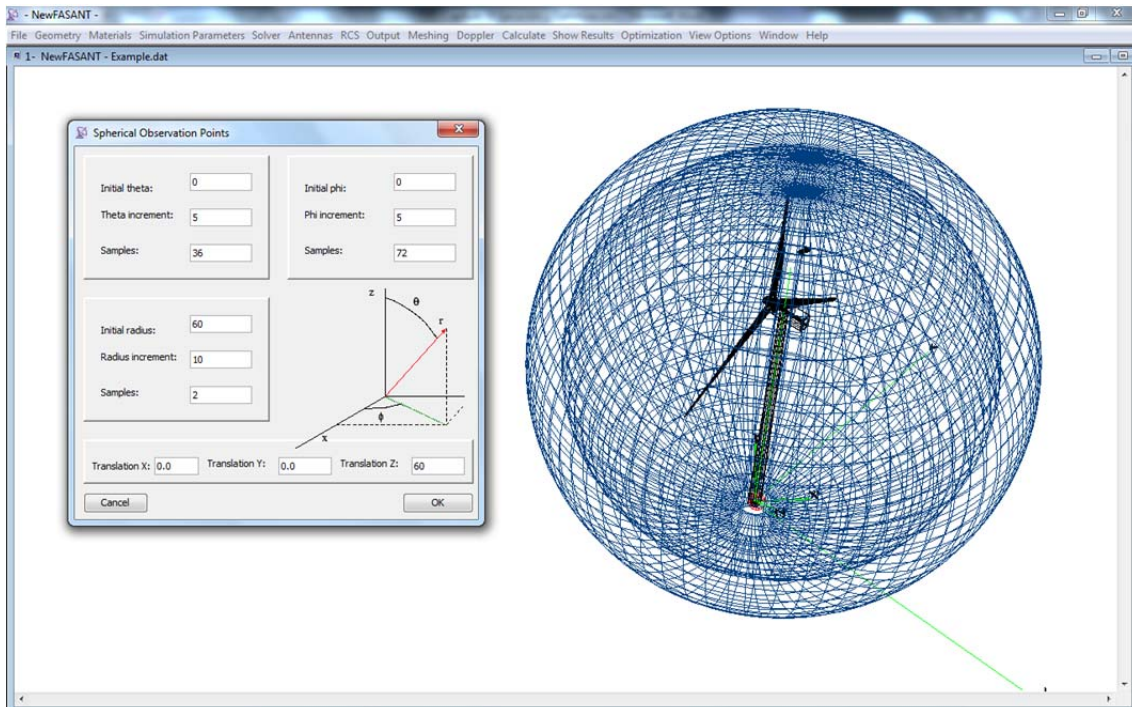 - NewFASANT -
File Geometry Materials Simulation Parameters Solver Antennas RCS Output Meshing Doppler Calculate Show Results Optimization View Options Window Help
1- NewFASANT - Example.dat
Spherical Observation Points
Initial theta: 0
Theta increment: 5
Samples: 36
Initial phi: 0
Phi increment: 5
Samples: 72
Initial radius: 60
Radius increment: 10
Samples: 2
z
θ
r
ϕ
x
Translation X: 0.0 Translation Y: 0.0 Translation Z: 60
Cancel OK